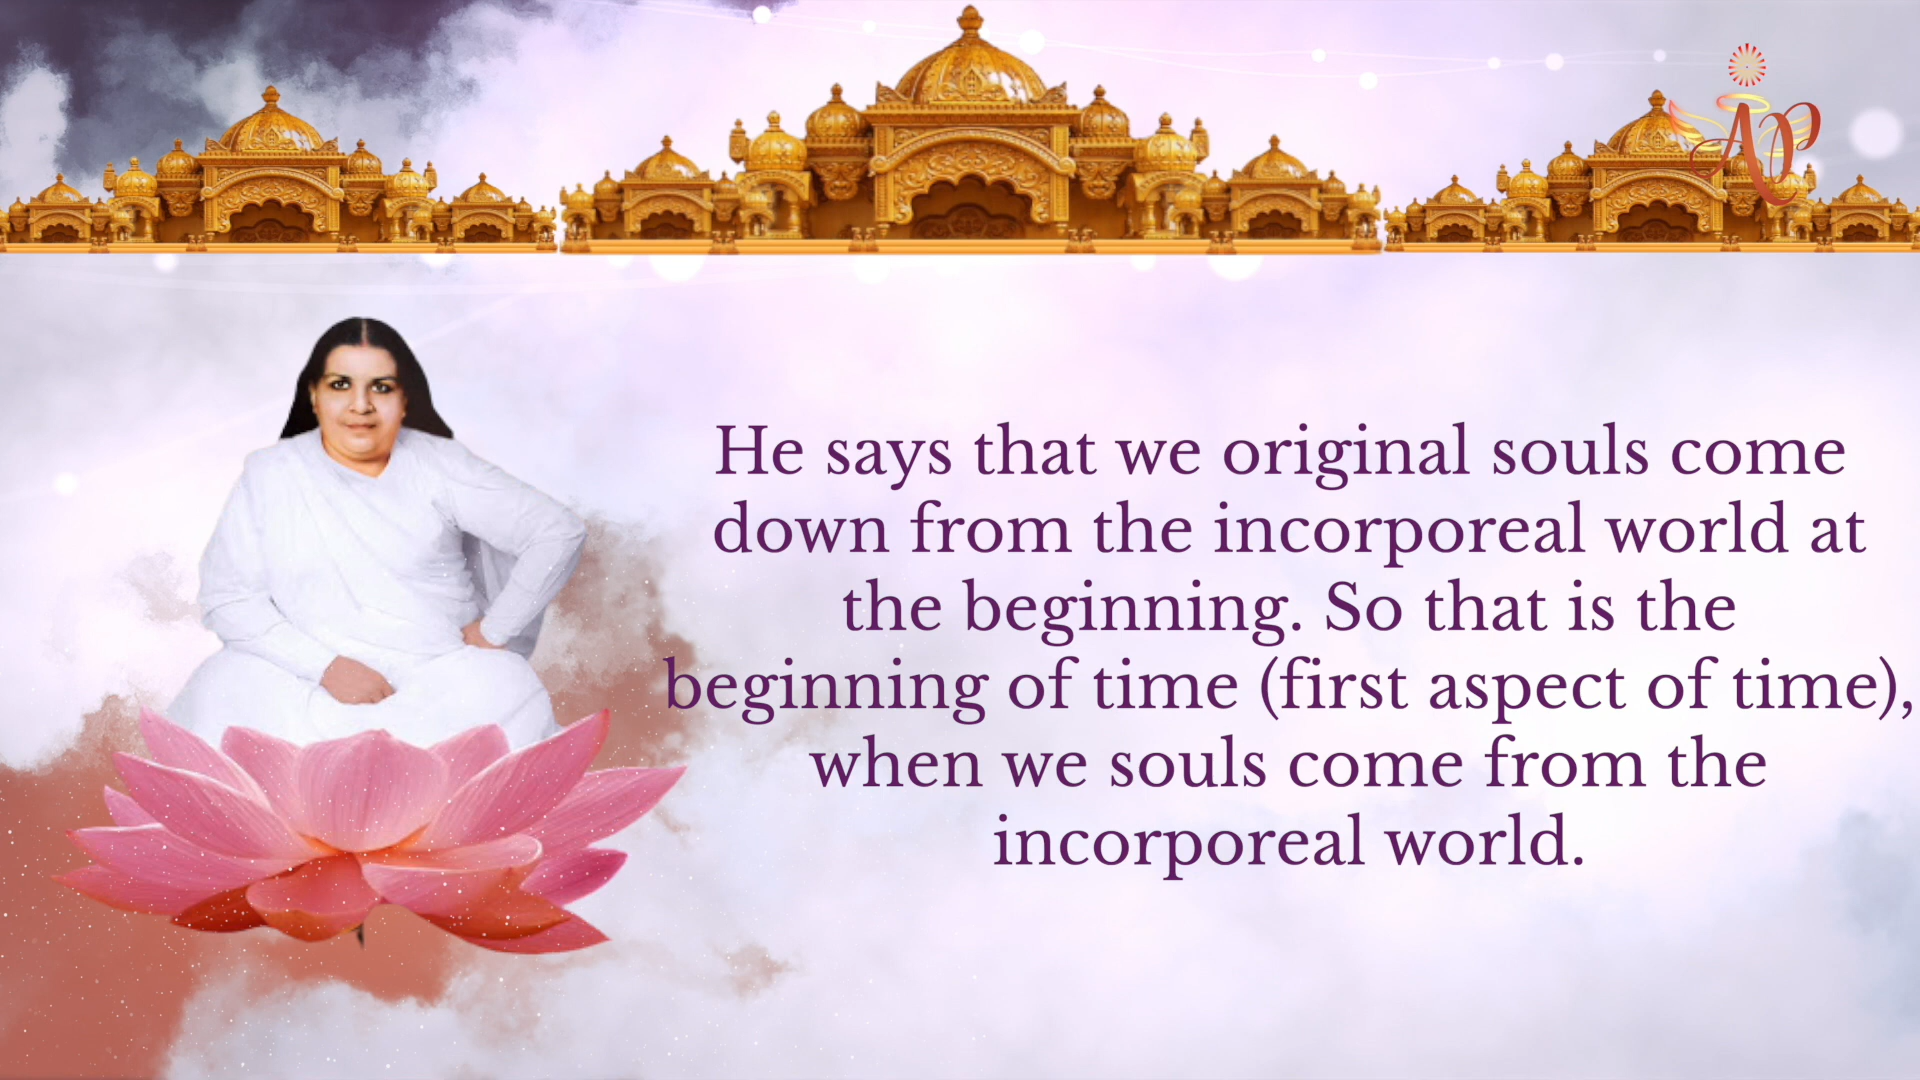 AP
He says that we original souls come
down from the incorporeal world at
the beginning. So that is the
beginning of time (first aspect of time),
when we souls come from the
incorporeal world.